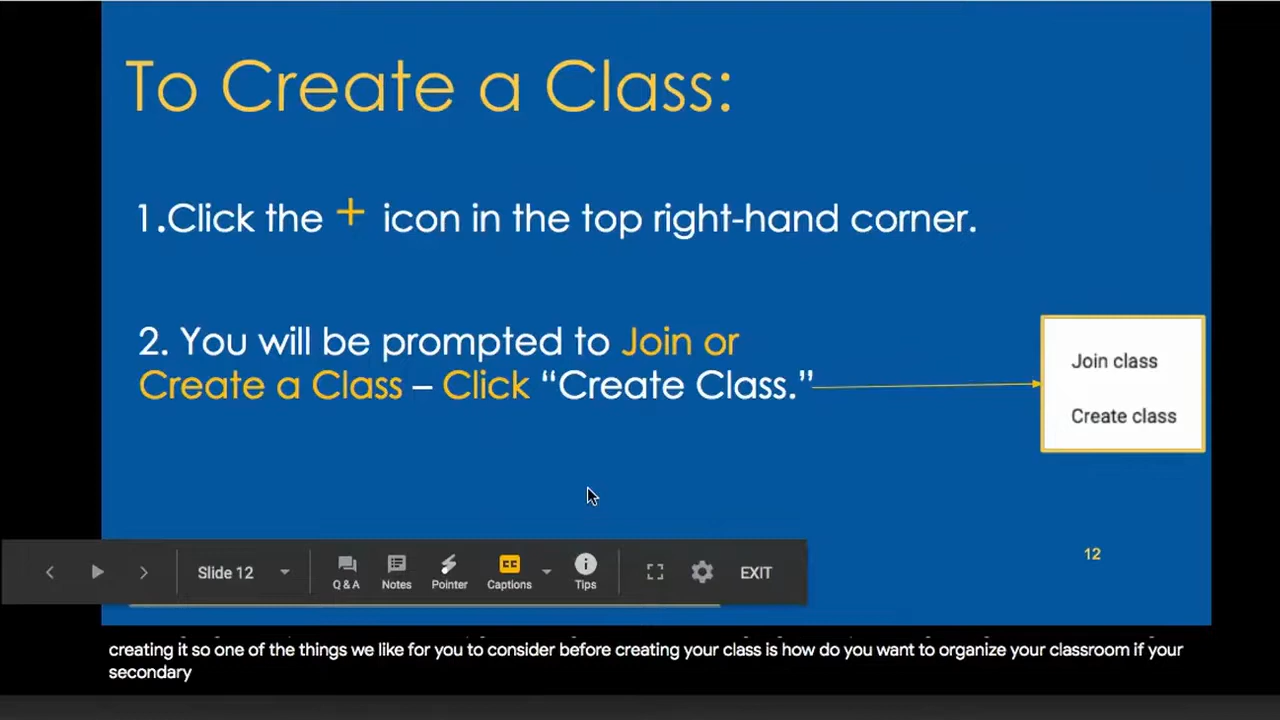 To Create a Class:
1.Click the + icon in the top right-hand corner.
2. You will be prompted to Join or
Create a Class – Click “Create Class.”
Join class
Create class
12
Slide 12
Q & A
Notes
Pointer
CC
Captions
Tips
EXIT
creating it so one of the things we like for you to consider before creating your class is how do you want to organize your classroom if your
secondary